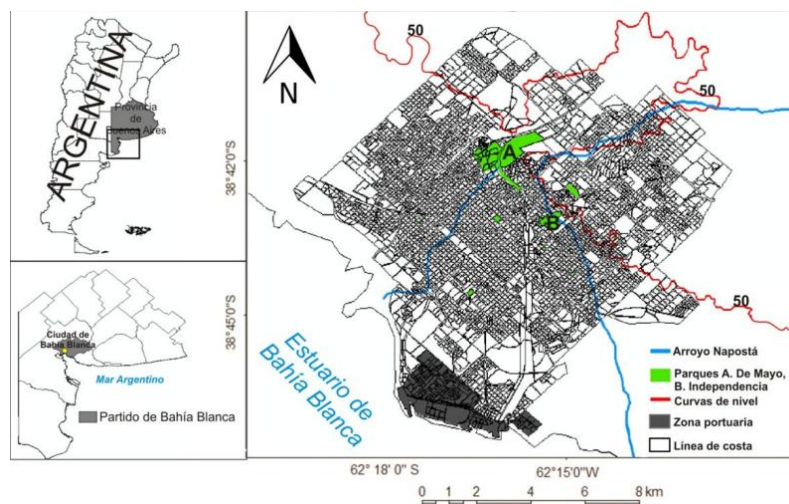 ARGENTINA
Provincia
de
Buenos Aires
Ciudad de
Bahía Blanca
Mar Argentino
Partido de Bahía Blanca
N
50
50
50
A
B
38°42'0"S
38°45'0"S
Estuario de
Bahía Blanca
Arroyo Napostá
Parques A. De Mayo,
B. Independencia
Curvas de nivel
Zona portuaria
Línea de costa
62° 18' 0" S
62°15'0"W
0 1 2 4 6 8 km